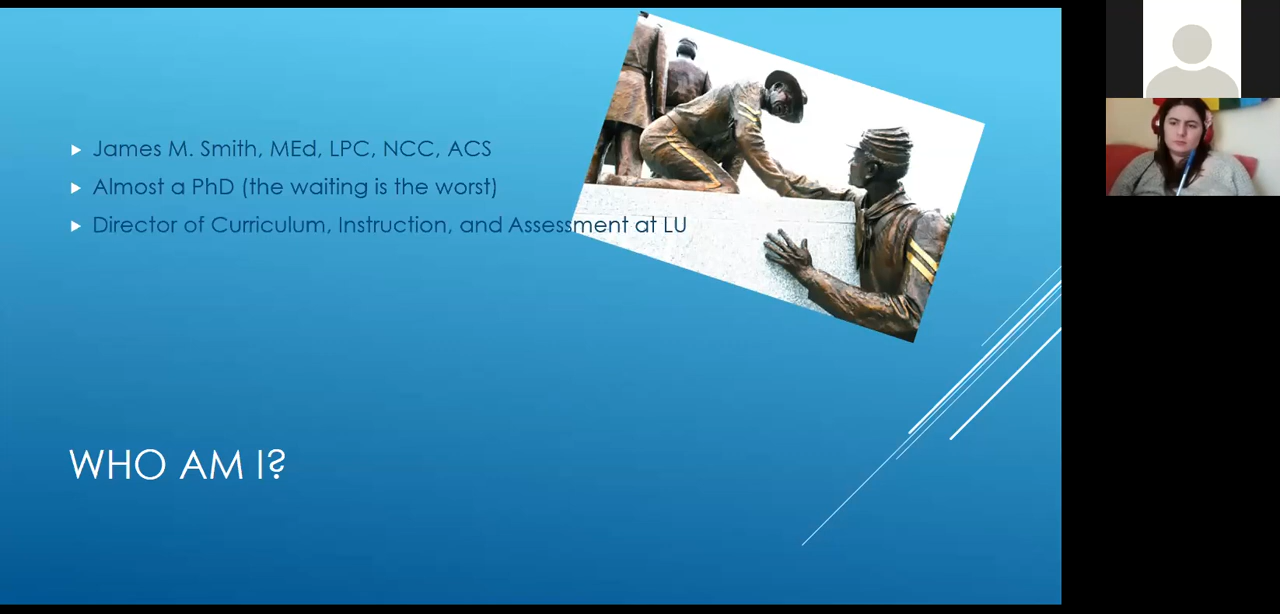 James M. Smith, MEd, LPC, NCC, ACS
Almost a PhD (the waiting is the worst)
Director of Curriculum, Instruction, and Assessment at LU
WHO AM I?